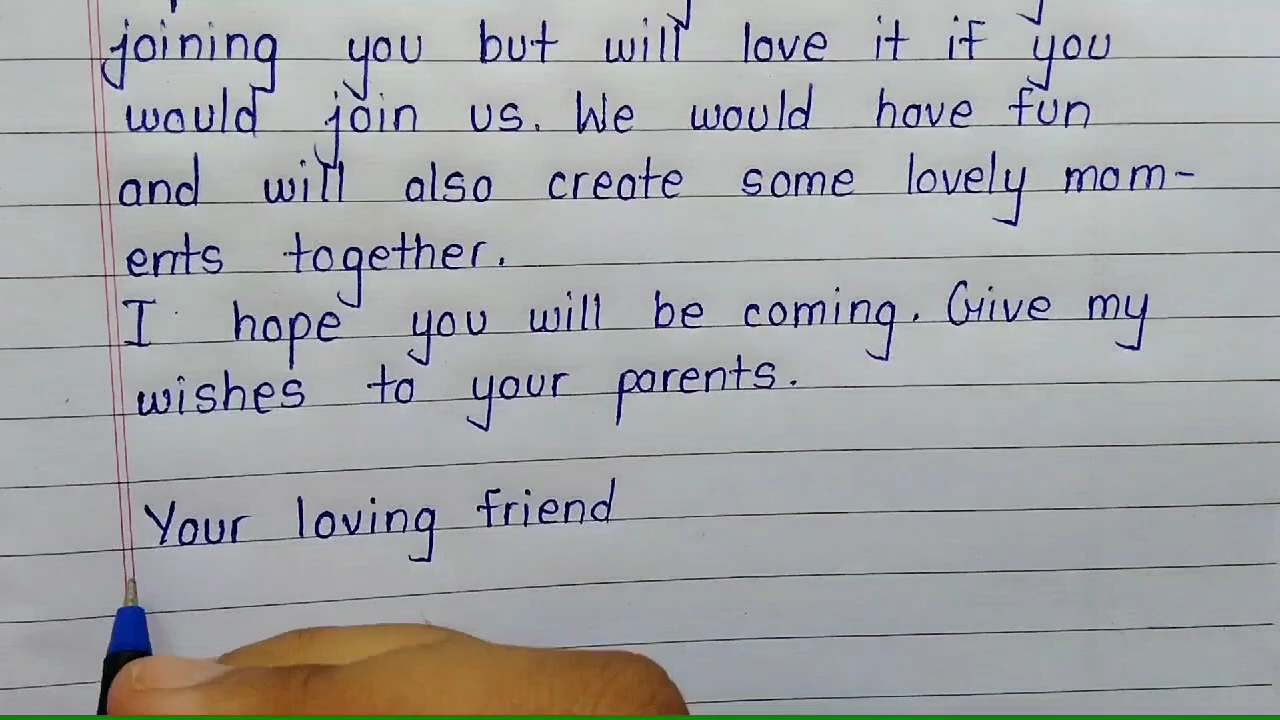 joining you but will love it if you
would join us. We would have fun
and will also create some lovely mom-
ents together.
I hope you will be coming. Give my
wishes to your parents.
Your loving friend